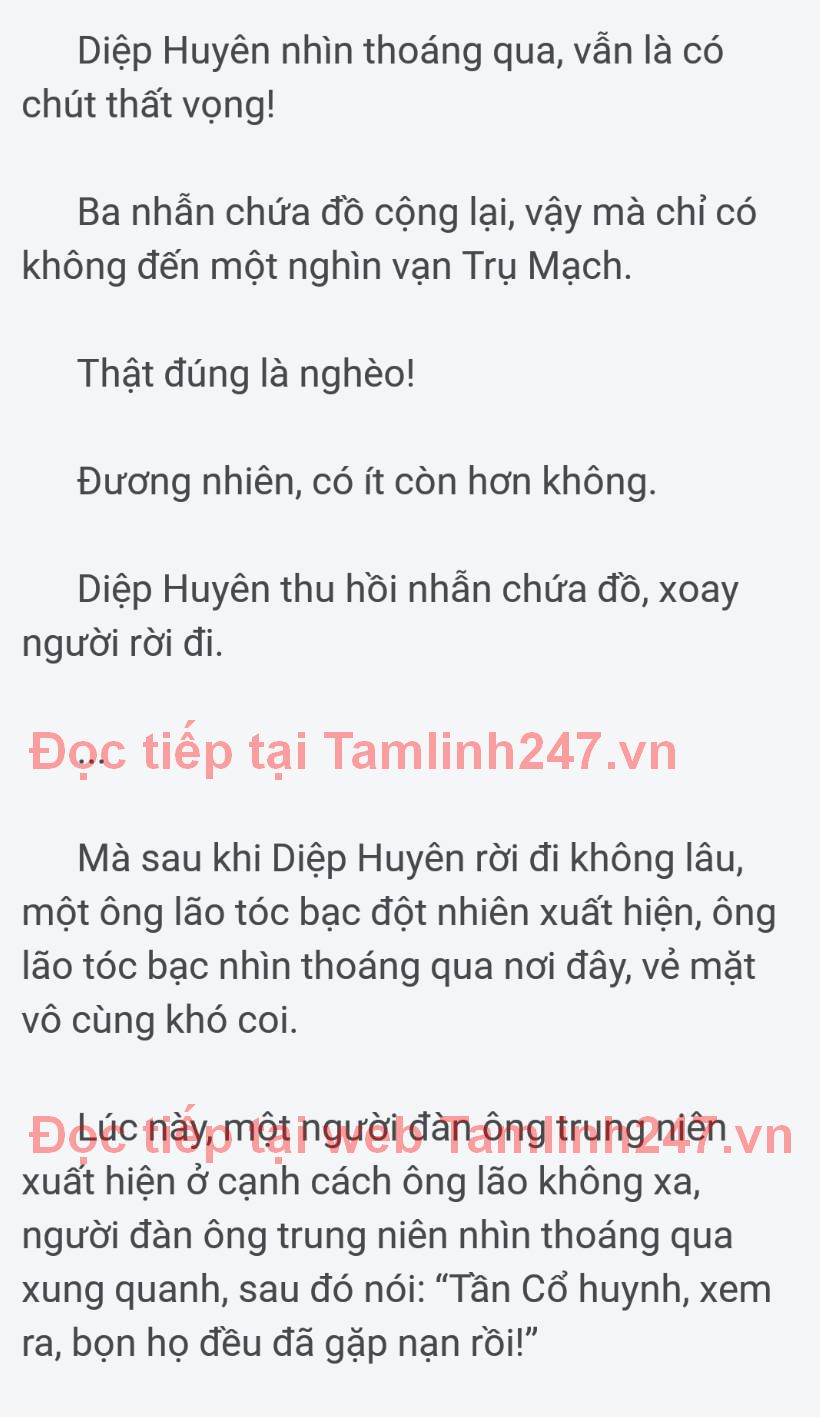 Diệp Huyên nhìn thoáng qua, vẫn là có
chút thất vọng!
Ba nhẫn chứa đồ cộng lại, vậy mà chỉ có
không đến một nghìn vạn Trụ Mạch.
Thật đúng là nghèo!
Đương nhiên, có ít còn hơn không.
Diệp Huyên thu hồi nhẫn chứa đồ, xoay
người rời đi.
Đọc tiếp tại Tamlinh247.vn
...
Mà sau khi Diệp Huyên rời đi không lâu,
một ông lão tóc bạc đột nhiên xuất hiện, ông
lão tóc bạc nhìn thoáng qua nơi đây, vẻ mặt
vô cùng khó coi.
Đọc tiếp tại web Tamlinh247.vn
Lúc này, một người đàn ông trung niên
xuất hiện ở cạnh cách ông lão không xa,
người đàn ông trung niên nhìn thoáng qua
xung quanh, sau đó nói: “Tần Cổ huynh, xem
ra, bọn họ đều đã gặp nạn rồi!”